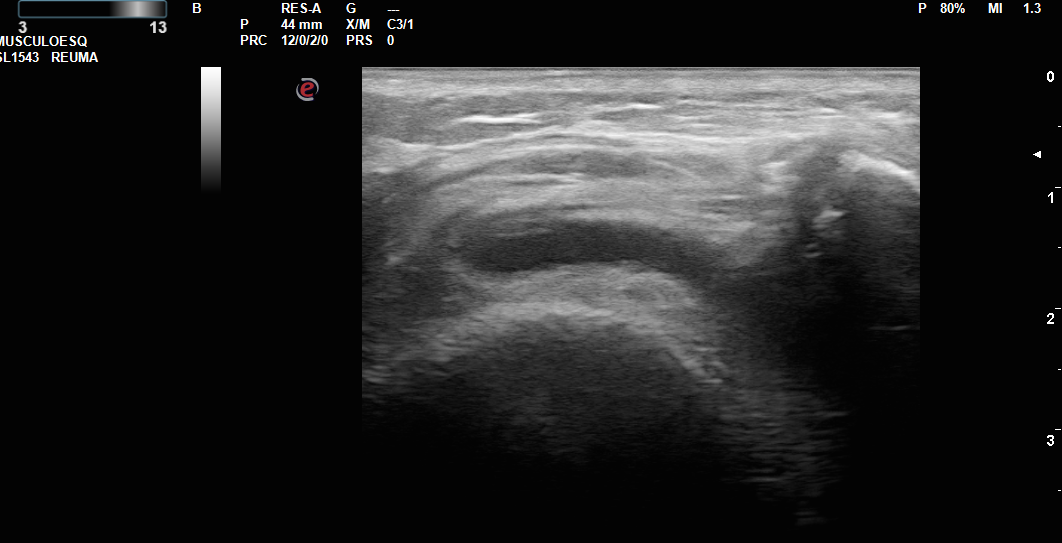 3 13
MUSCULOESQ
SL1543 REUMA
B
RES-A G ---
P 44 mm X/M C3/1
PRC 12/0/2/0 PRS 0
P 80% MI 1.3
e
0
1
2
3